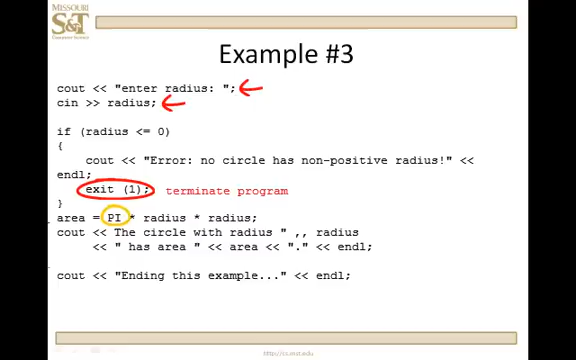 MISSOURI
S&T
Computer Science
Example #3
cout << "enter radius: ";
cin >> radius;
if (radius <= 0)
{
cout << "Error: no circle has non-positive radius!" <<
endl;
exit (1); terminate program
}
area = PI * radius * radius;
cout << The circle with radius " ,, radius
<< " has area " << area << "." << endl;
cout << "Ending this example..." << endl;
http://cs.mst.edu